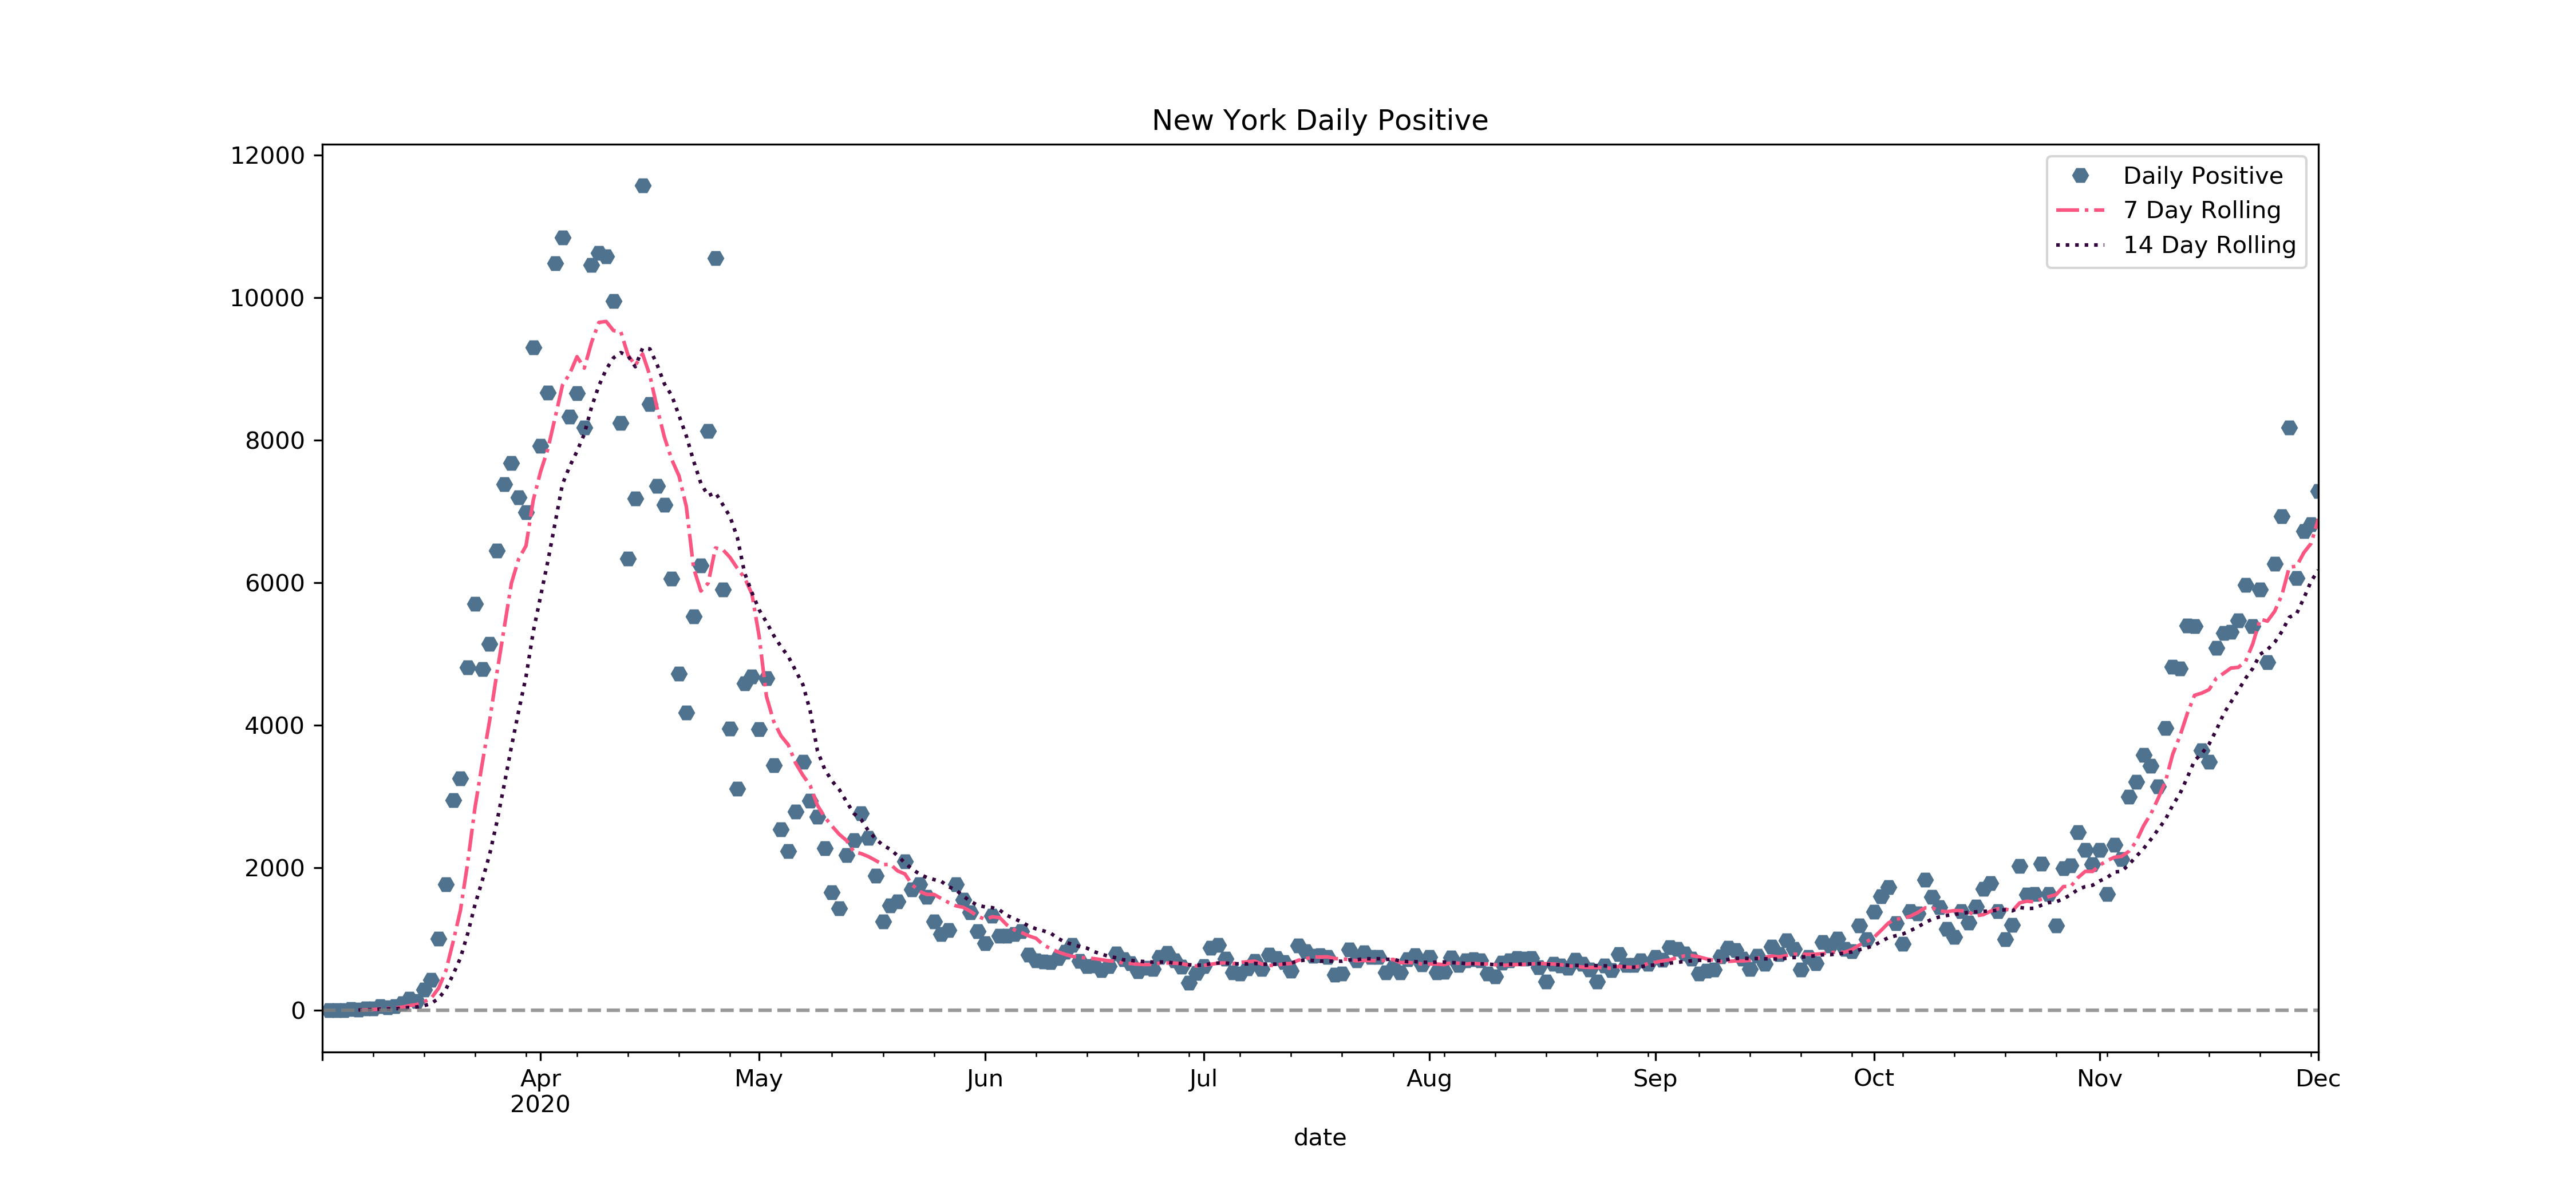 New York Daily Positive
12000
10000
8000
6000
4000
2000
0
Daily Positive
7 Day Rolling
14 Day Rolling
Apr
2020
May
Jun
Jul
Aug
Sep
Oct
Nov
Dec
date